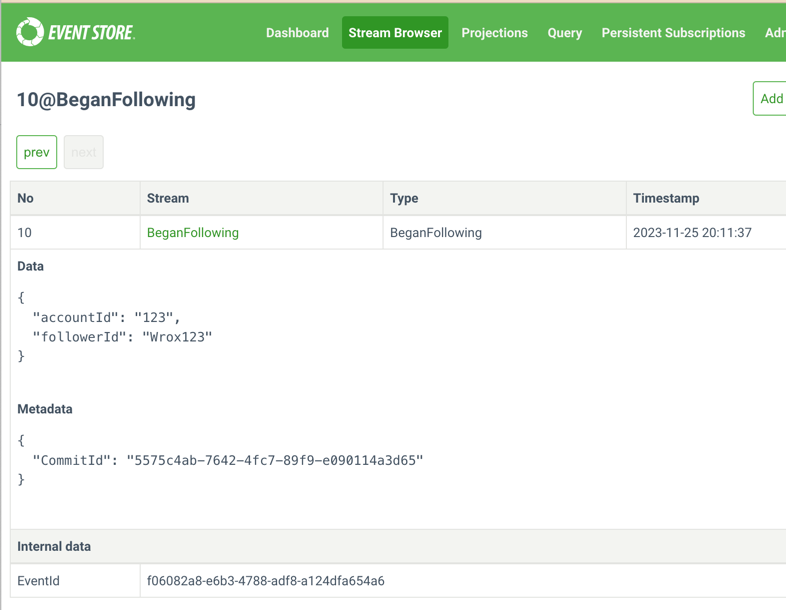 EVENT STORE. Dashboard Stream Browser Projections Query Persistent Subscriptions Adr
10@BeganFollowing Add
prev next
No Stream Type Timestamp
10 BeganFollowing BeganFollowing 2023-11-25 20:11:37
Data
{
"accountId": "123",
"followerId": "Wrox123"
}
Metadata
{
"CommitId": "5575c4ab-7642-4fc7-89f9-e090114a3d65"
}
Internal data
EventId f06082a8-e6b3-4788-adf8-a124dfa654a6